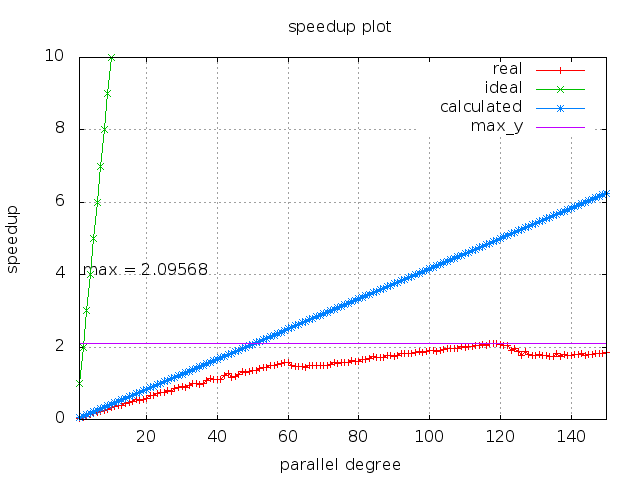 speedup plot
10
8
6
4
2
0
speedup
real
ideal
calculated
max_y
max = 2.09568
20
40
60
80
100
120
140
parallel degree